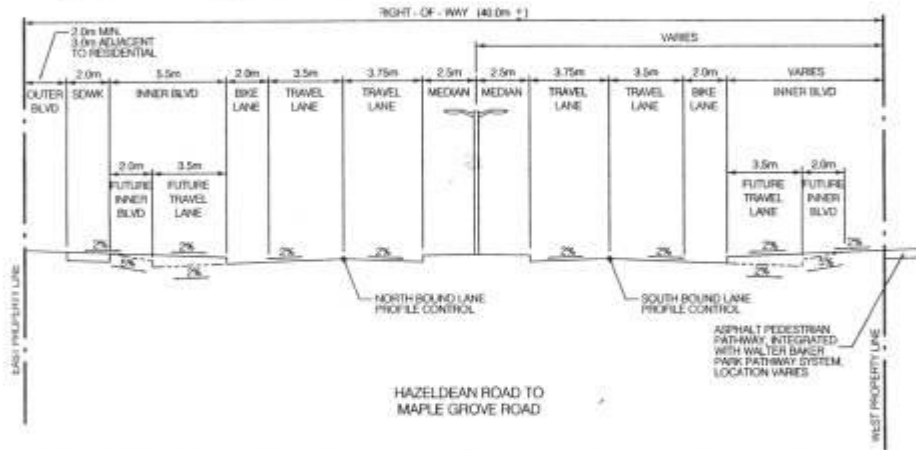 RIGHT - OF - WAY (40.0m ±)
2.0m MIN.
3.0m ADJACENT
TO RESIDENTIAL
VARIES
2.0m
5.5m
2.0m
3.5m
3.75m
2.5m
2.5m
3.75m
3.5m
2.0m
VARIES
OUTER
BLVD
SDWK
INNER BLVD
BIKE
LANE
TRAVEL
LANE
TRAVEL
LANE
MEDIAN
MEDIAN
TRAVEL
LANE
TRAVEL
LANE
BIKE
LANE
INNER BLVD
2.0m
3.5m
FUTURE
INNER
BLVD
FUTURE
TRAVEL
LANE
3.5m
2.0m
FUTURE
TRAVEL
LANE
FUTURE
INNER
BLVD
2%
2%
2%
2%
2%
2%
2%
2%
2%
2%
2%
NORTH BOUND LANE
PROFILE CONTROL
SOUTH BOUND LANE
PROFILE CONTROL
ASPHALT PEDESTRIAN
PATHWAY, INTEGRATED
WITH WALTER BAKER
PARK PATHWAY SYSTEM,
LOCATION VARIES
EAST PROPERTY LINE
WEST PROPERTY LINE
HAZELDEAN ROAD TO
MAPLE GROVE ROAD